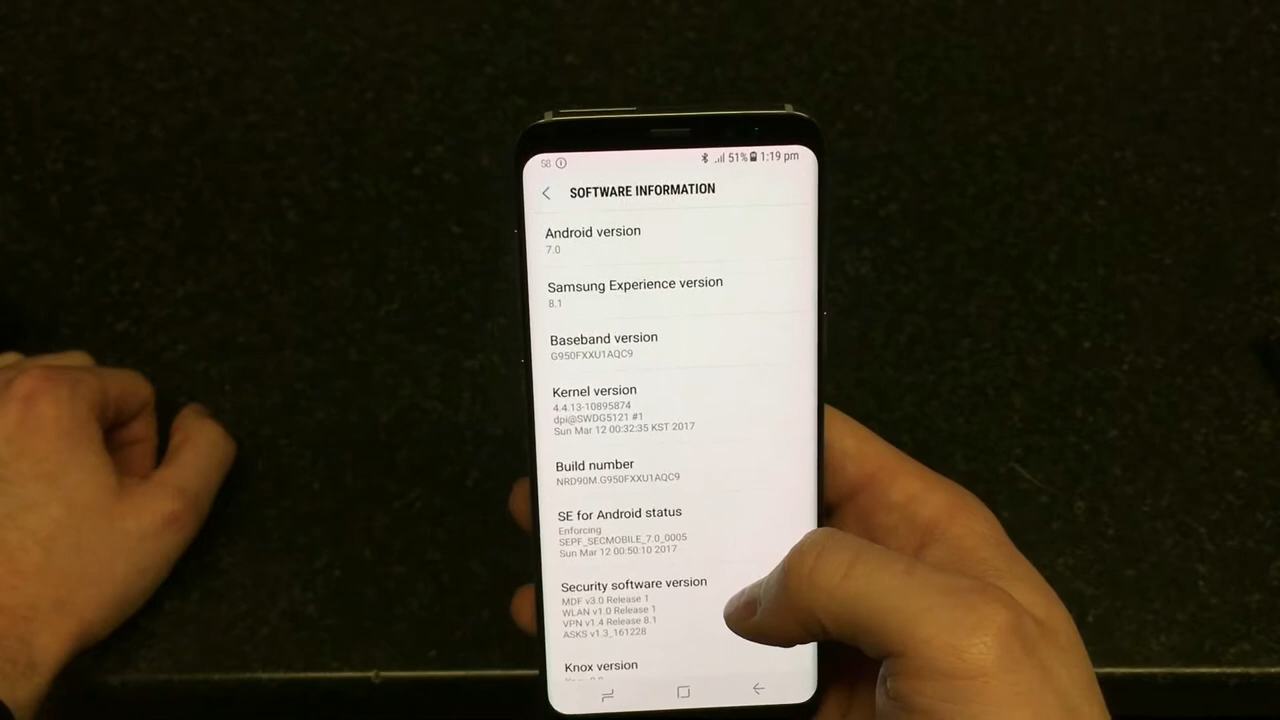 S8 51% 1:19 pm
SOFTWARE INFORMATION
Android version
7.0
Samsung Experience version
8.1
Baseband version
G950FXXU1AQC9
Kernel version
4.4.13-10895874
dpi@SWDG5121 #1
Sun Mar 12 00:32:35 KST 2017
Build number
NRD90M.G950FXXU1AQC9
SE for Android status
Enforcing
SEPF_SECMOBILE_7.0_0005
Sun Mar 12 00:50:10 2017
Security software version
MDF v3.0 Release 1
WLAN v1.0 Release 1
VPN v1.4 Release 8.1
ASKS v1.3_161228
Knox version